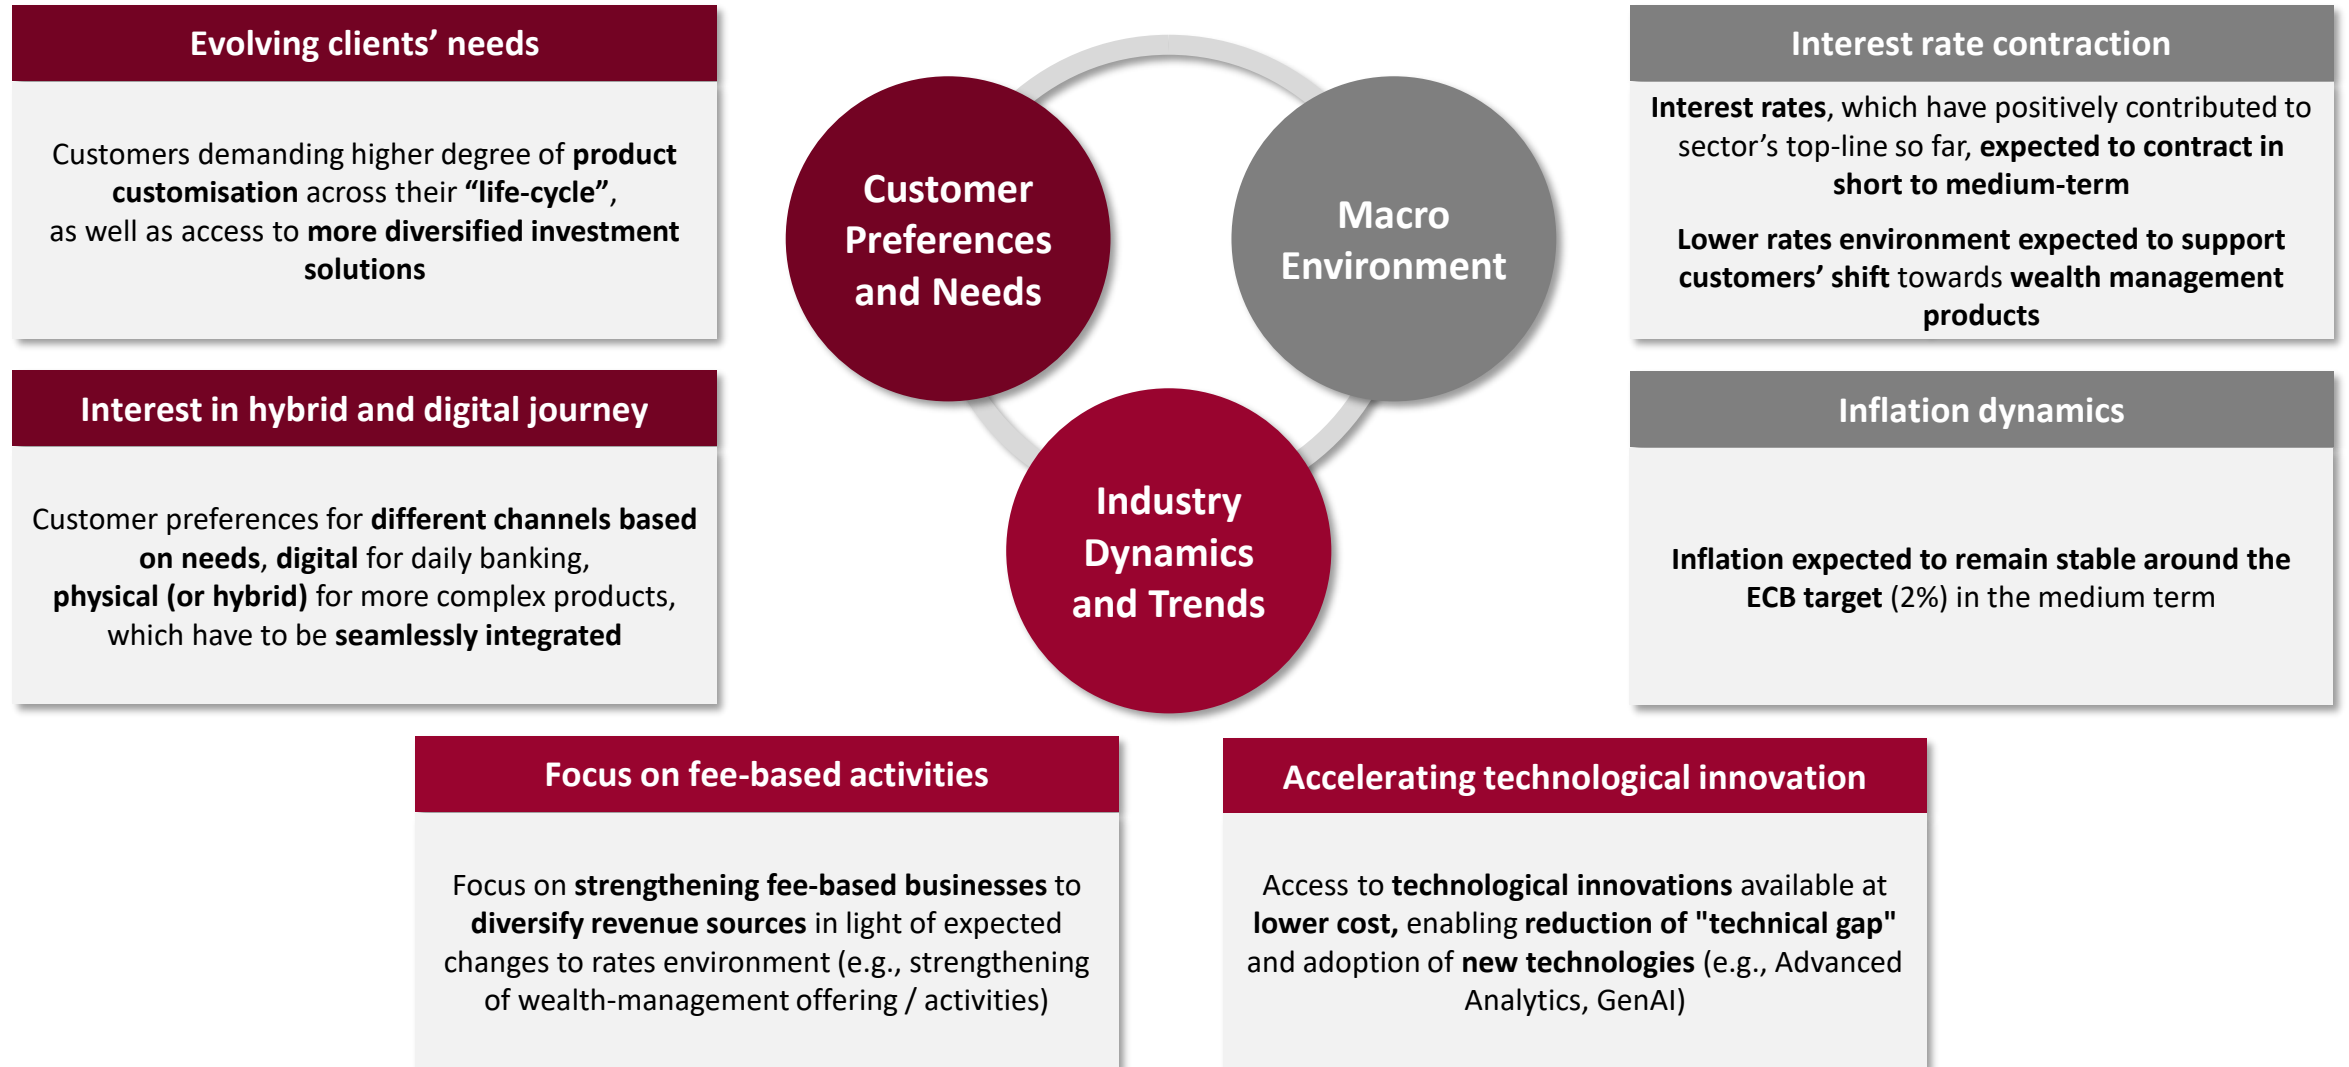 Evolving clients’ needs
Customers demanding higher degree of product
customisation across their “life-cycle”,
as well as access to more diversified investment
solutions
Interest in hybrid and digital journey
Customer preferences for different channels based
on needs, digital for daily banking,
physical (or hybrid) for more complex products,
which have to be seamlessly integrated
Customer
Preferences
and Needs
Macro
Environment
Industry
Dynamics
and Trends
Interest rate contraction
Interest rates, which have positively contributed to
sector’s top-line so far, expected to contract in
short to medium-term
Lower rates environment expected to support
customers’ shift towards wealth management
products
Inflation dynamics
Inflation expected to remain stable around the
ECB target (2%) in the medium term
Focus on fee-based activities
Focus on strengthening fee-based businesses to
diversify revenue sources in light of expected
changes to rates environment (e.g., strengthening
of wealth-management offering / activities)
Accelerating technological innovation
Access to technological innovations available at
lower cost, enabling reduction of "technical gap"
and adoption of new technologies (e.g., Advanced
Analytics, GenAI)